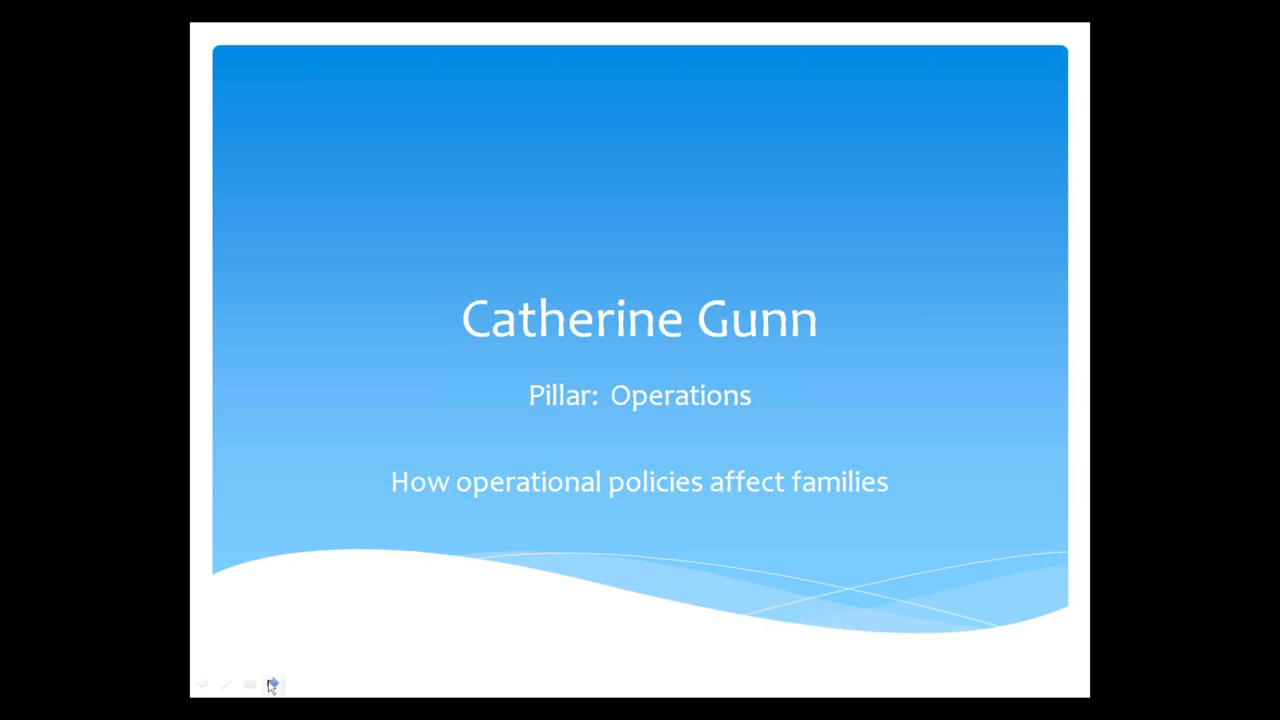 Catherine Gunn
Pillar: Operations
How operational policies affect families